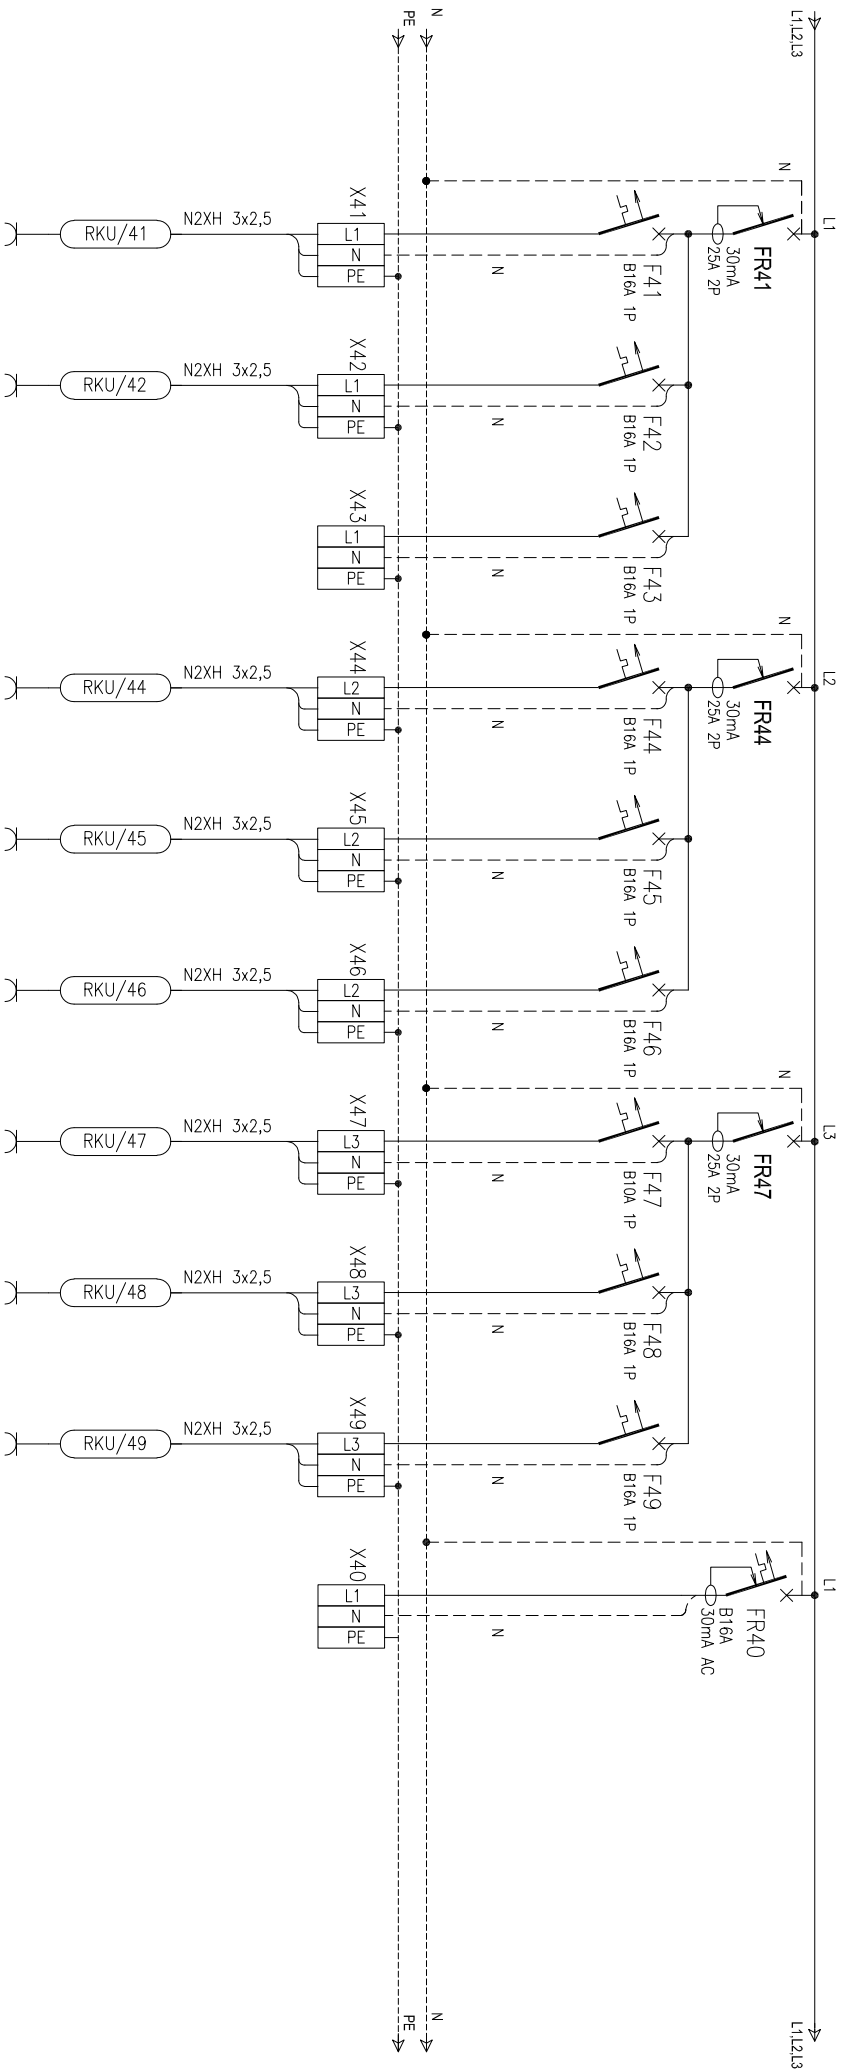 L1,L2,L3
N
PE
N
L1
FR41
30mA
25A 2P
F41
B16A 1P
N
X41
L1
N
PE
N2XH 3x2,5
RKU/41
F42
B16A 1P
N
X42
L1
N
PE
N2XH 3x2,5
RKU/42
F43
B16A 1P
N
X43
L1
N
PE
N
L2
FR44
30mA
25A 2P
F44
B16A 1P
N
X44
L2
N
PE
N2XH 3x2,5
RKU/44
F45
B16A 1P
N
X45
L2
N
PE
N2XH 3x2,5
RKU/45
F46
B16A 1P
N
X46
L2
N
PE
N2XH 3x2,5
RKU/46
N
L3
FR47
30mA
25A 2P
F47
B10A 1P
N
X47
L3
N
PE
N2XH 3x2,5
RKU/47
F48
B16A 1P
N
X48
L3
N
PE
N2XH 3x2,5
RKU/48
F49
B16A 1P
N
X49
L3
N
PE
N2XH 3x2,5
RKU/49
L1
FR40
B16A
30mA AC
N
X40
L1
N
PE
L1,L2,L3
N
PE